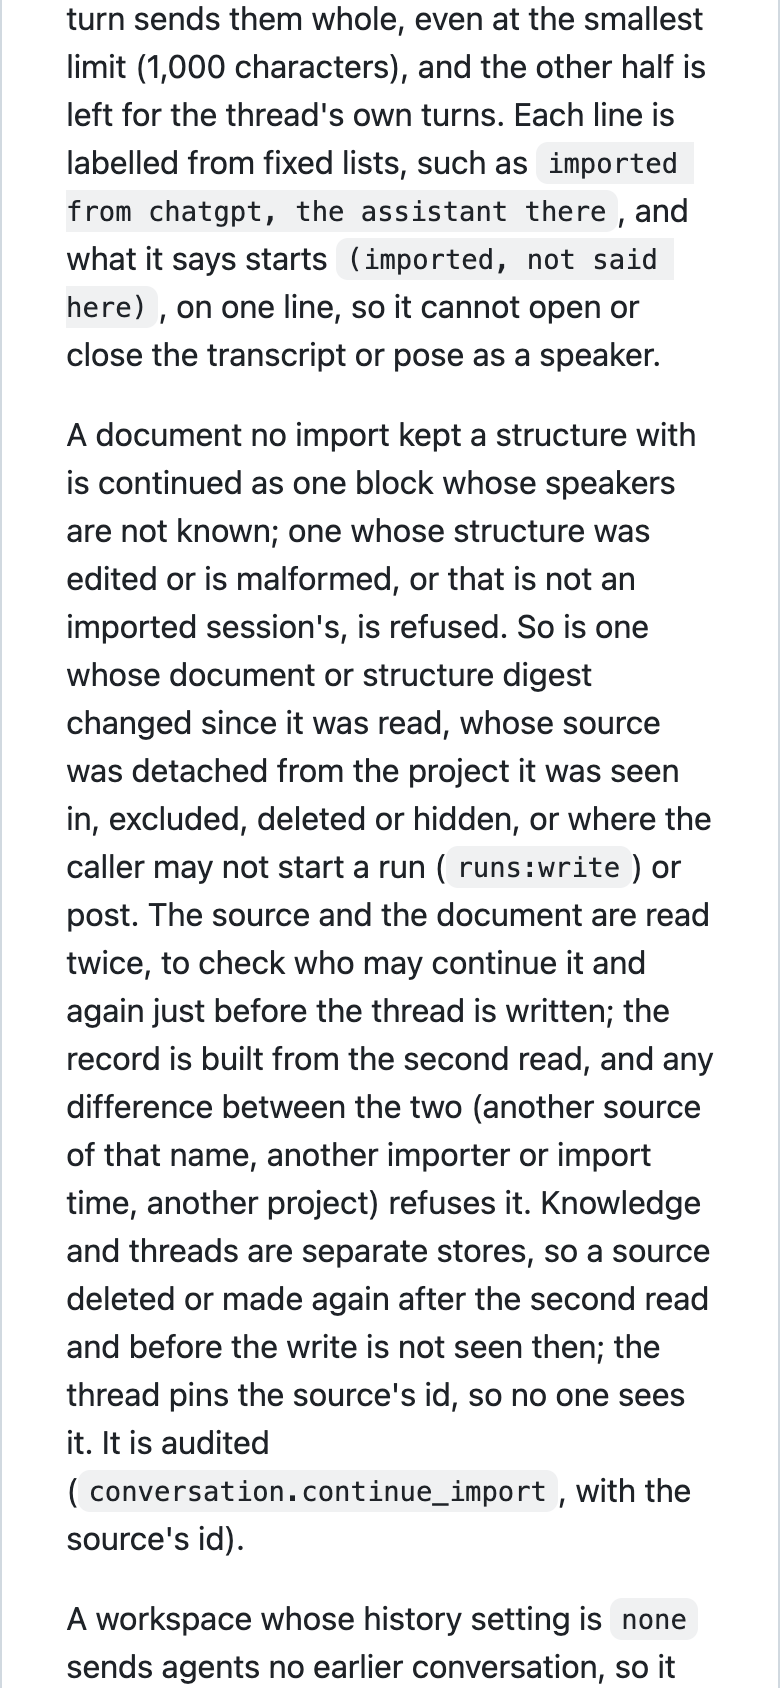 turn sends them whole, even at the smallest
limit (1,000 characters), and the other half is
left for the thread's own turns. Each line is
labelled from fixed lists, such as imported
from chatgpt, the assistant there, and
what it says starts (imported, not said
here), on one line, so it cannot open or
close the transcript or pose as a speaker.
A document no import kept a structure with
is continued as one block whose speakers
are not known; one whose structure was
edited or is malformed, or that is not an
imported session's, is refused. So is one
whose document or structure digest
changed since it was read, whose source
was detached from the project it was seen
in, excluded, deleted or hidden, or where the
caller may not start a run (runs:write) or
post. The source and the document are read
twice, to check who may continue it and
again just before the thread is written; the
record is built from the second read, and any
difference between the two (another source
of that name, another importer or import
time, another project) refuses it. Knowledge
and threads are separate stores, so a source
deleted or made again after the second read
and before the write is not seen then; the
thread pins the source's id, so no one sees
it. It is audited
(conversation.continue_import, with the
source's id).
A workspace whose history setting is none
sends agents no earlier conversation, so it